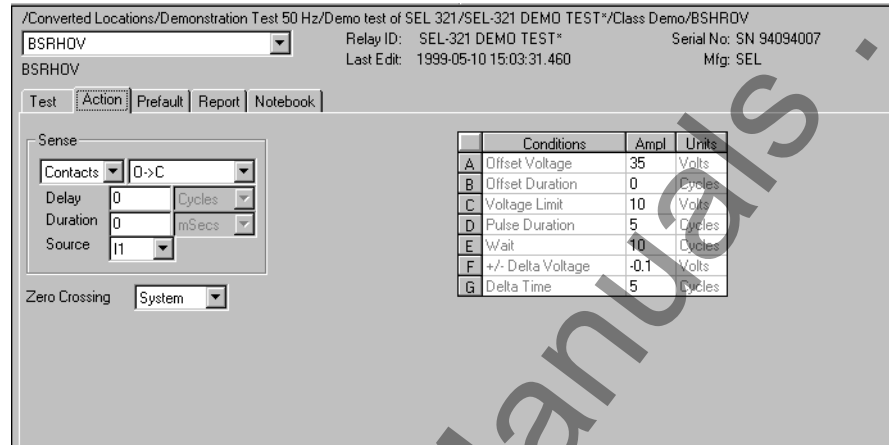 /Converted Locations/Demonstration Test 50 Hz/Demo test of SEL 321/SEL-321 DEMO TEST*/Class Demo/BSHROV
BSRHOV
Relay ID: SEL-321 DEMO TEST*
Serial No: SN 94094007
Last Edit: 1999-05-10 15:03:31.460
Mfg: SEL
BSRHOV
Test Action Prefault Report Notebook
Sense
Contacts O->C
Delay 0 Cycles
Duration 0 mSecs
Source I1
Zero Crossing System
Conditions Ampl Units
A Offset Voltage 35 Volts
B Offset Duration 0 Cycles
C Voltage Limit 10 Volts
D Pulse Duration 5 Cycles
E Wait 10 Cycles
F +/- Delta Voltage -0.1 Volts
G Delta Time 5 Cycles
Manuals .